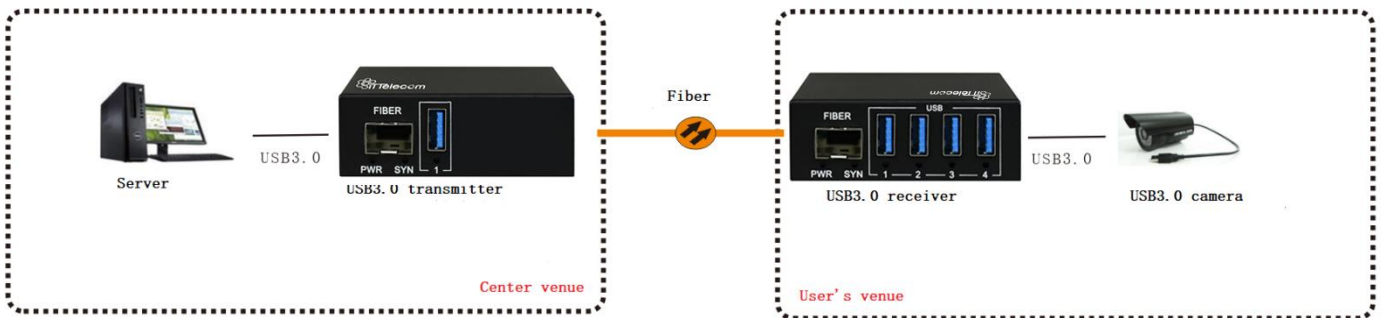 SITTelecom
FIBER
PWR SYN 1
USB3.0
Server
USB3.0 transmitter
Center venue
Fiber
USB
FIBER
PWR SYN 1 2 3 4
USB3.0 receiver
USB3.0
USB3.0 camera
User's venue